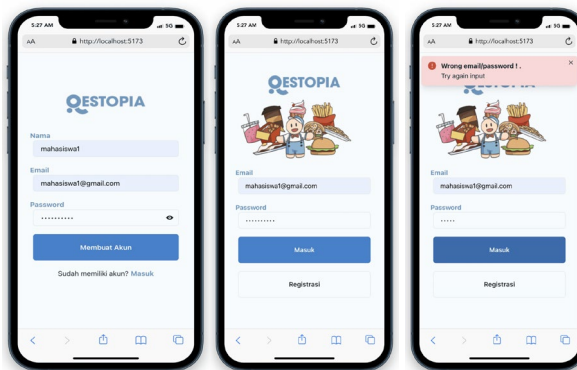 5:27 AM
5G
AA
http://localhost:5173
QESTOPIA
Nama
mahasiswa1
Email
mahasiswa1@gmail.com
Password
..........
Membuat Akun
Sudah memiliki akun? Masuk
5:27 AM
5G
AA
http://localhost:5173
QESTOPIA
Email
mahasiswa1@gmail.com
Password
..........
Masuk
Registrasi
5:27 AM
5G
AA
http://localhost:5173
Wrong email/password ! .
Try again input
Email
mahasiswa1@gmail.com
Password
.....
Masuk
Registrasi